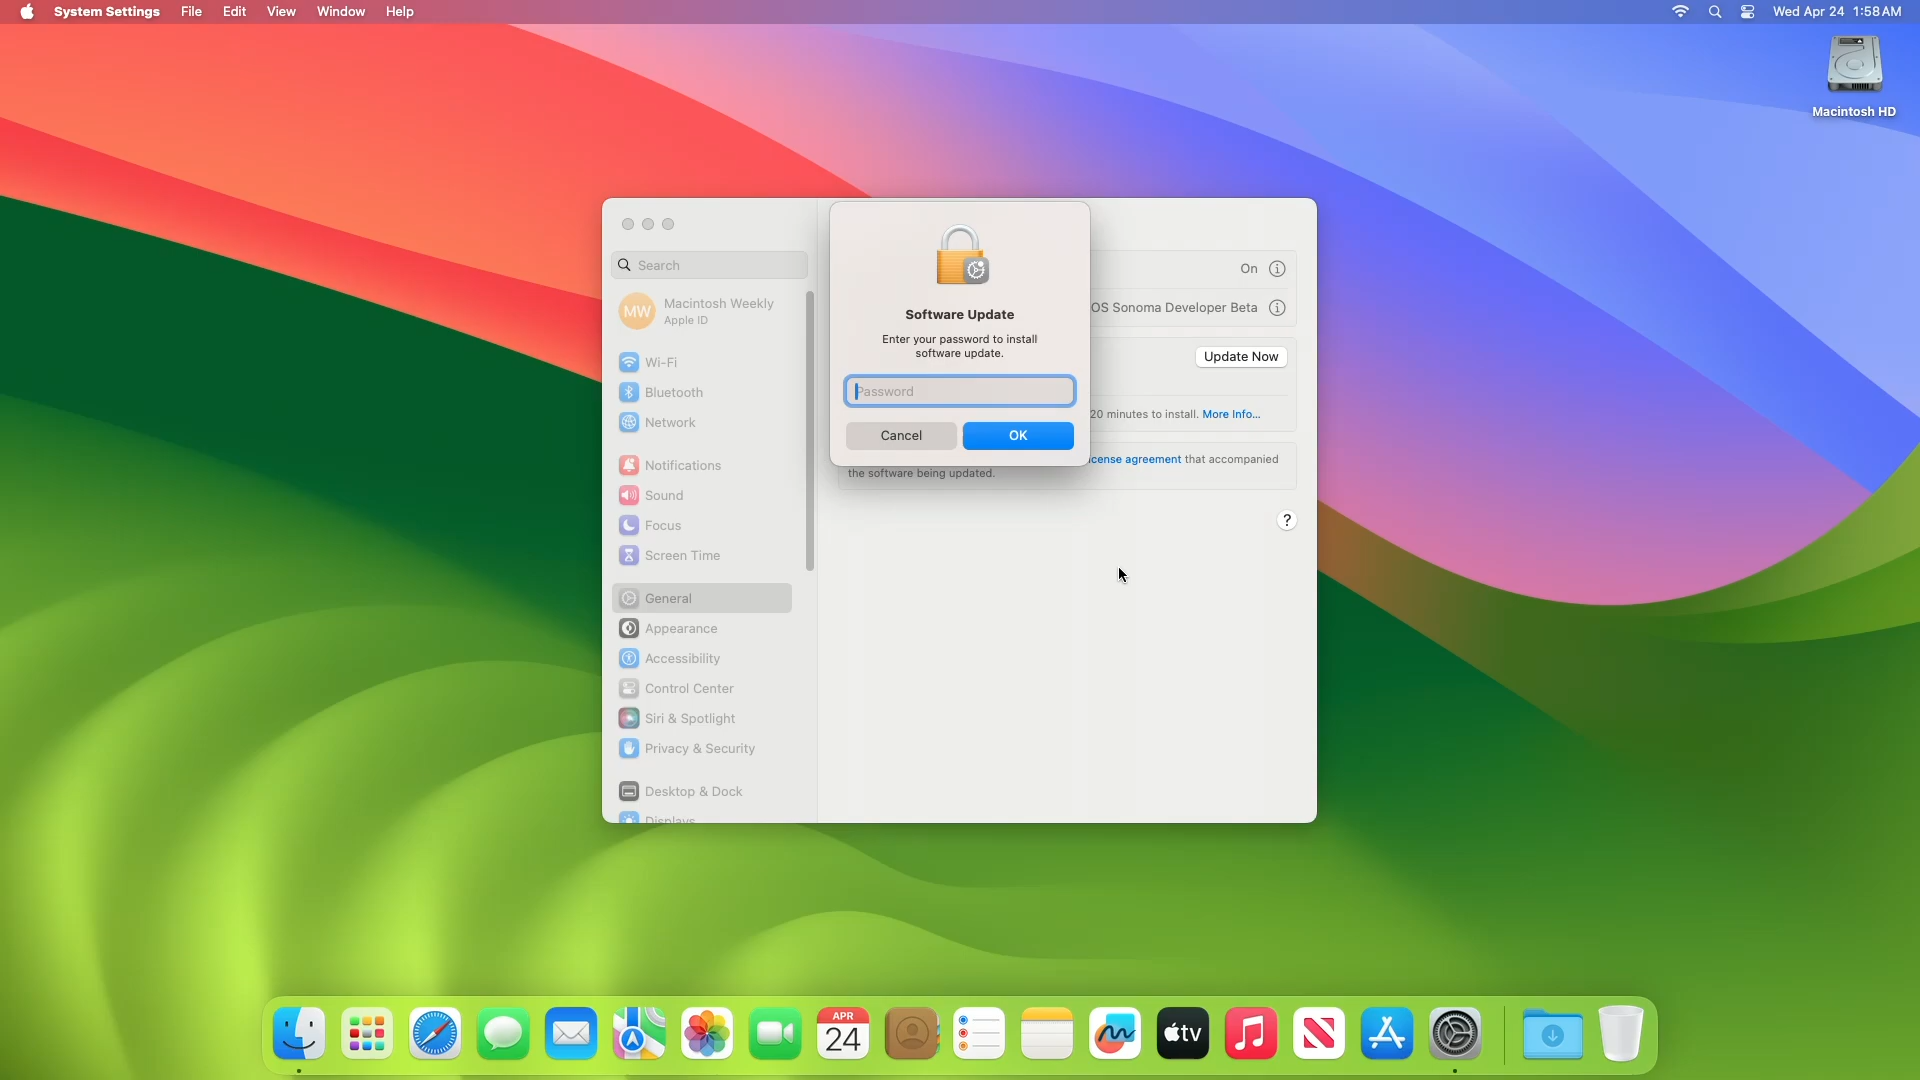 System Settings File Edit View Window Help
Wed Apr 24 1:58 AM
Macintosh HD
Search
MW
Macintosh Weekly
Apple ID
Wi-Fi
Bluetooth
Network
Notifications
Sound
Focus
Screen Time
General
Appearance
Accessibility
Control Center
Siri & Spotlight
Privacy & Security
Desktop & Dock
Displays
Software Update
Enter your password to install
software update.
Password
Cancel
OK
On
OS Sonoma Developer Beta
Update Now
20 minutes to install. More Info...
icense agreement that accompanied
the software being updated.
?
APR
24
tv